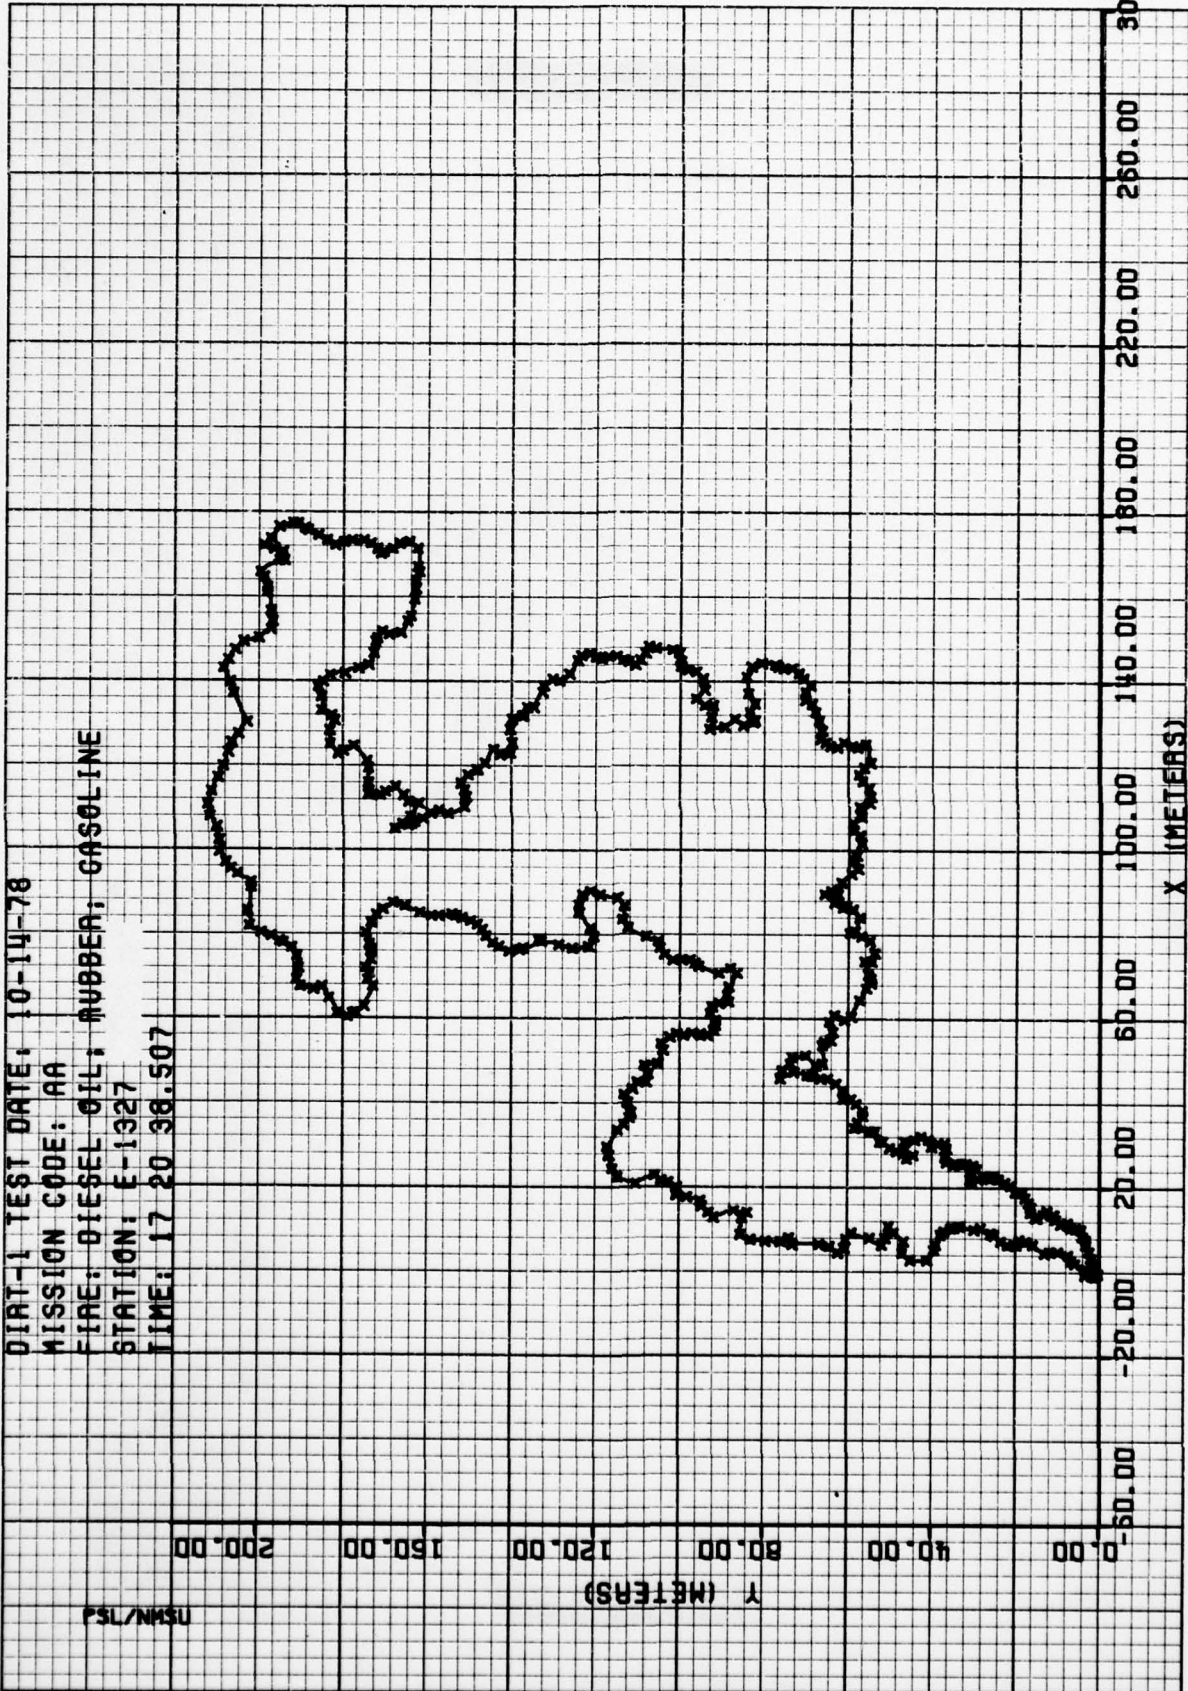 DIRT-1 TEST DATE: 10-14-78
MISSION CODE: AA
FIRE: DIESEL OIL; RUBBER; GASOLINE
STATION: E-1327
TIME: 17 20 38.507
PSL/NMSU
Y (METERS)
200.00
160.00
120.00
80.00
40.00
0.00
-60.00 -20.00 20.00 60.00 100.00 140.00 180.00 220.00 260.00 30
X (METERS)